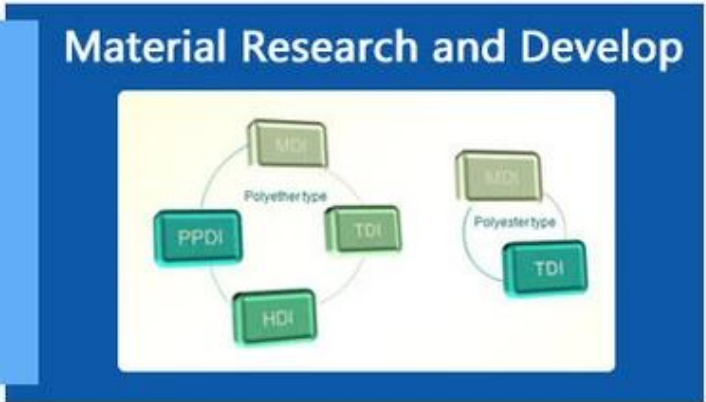 Material Research and Develop
MDI
Polyether type
PPDI
TDI
HDI
MDI
Polyester type
TDI